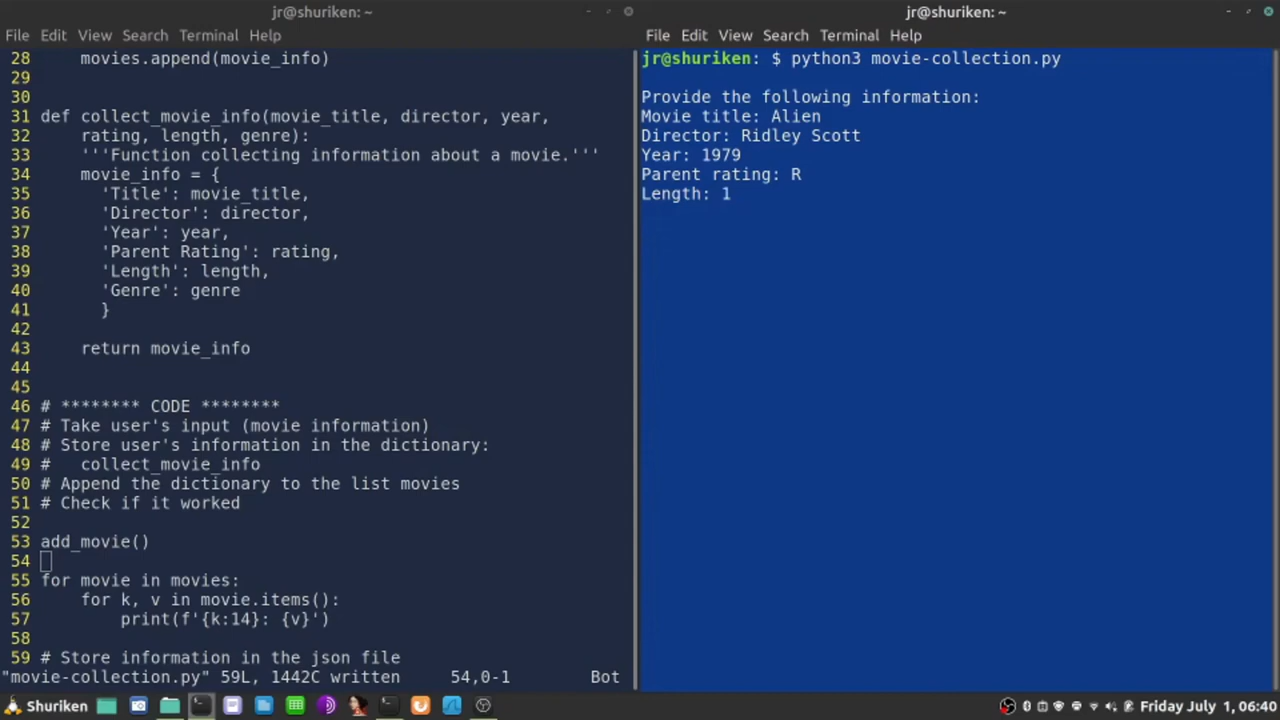 jr@shuriken: ~
File Edit View Search Terminal Help
28     movies.append(movie_info)
29
30
31 def collect_movie_info(movie_title, director, year,
32     rating, length, genre):
33     '''Function collecting information about a movie.'''
34     movie_info = {
35       'Title': movie_title,
36       'Director': director,
37       'Year': year,
38       'Parent Rating': rating,
39       'Length': length,
40       'Genre': genre
41       }
42
43     return movie_info
44
45
46 # ******** CODE ********
47 # Take user's input (movie information)
48 # Store user's information in the dictionary:
49 #   collect_movie_info
50 # Append the dictionary to the list movies
51 # Check if it worked
52
53 add_movie()
54
55 for movie in movies:
56     for k, v in movie.items():
57         print(f'{k:14}: {v}')
58
59 # Store information in the json file
"movie-collection.py" 59L, 1442C written     54,0-1        Bot
jr@shuriken: ~
File Edit View Search Terminal Help
jr@shuriken: $ python3 movie-collection.py

Provide the following information:
Movie title: Alien
Director: Ridley Scott
Year: 1979
Parent rating: R
Length: 1
Shuriken
Friday July 1, 06:40